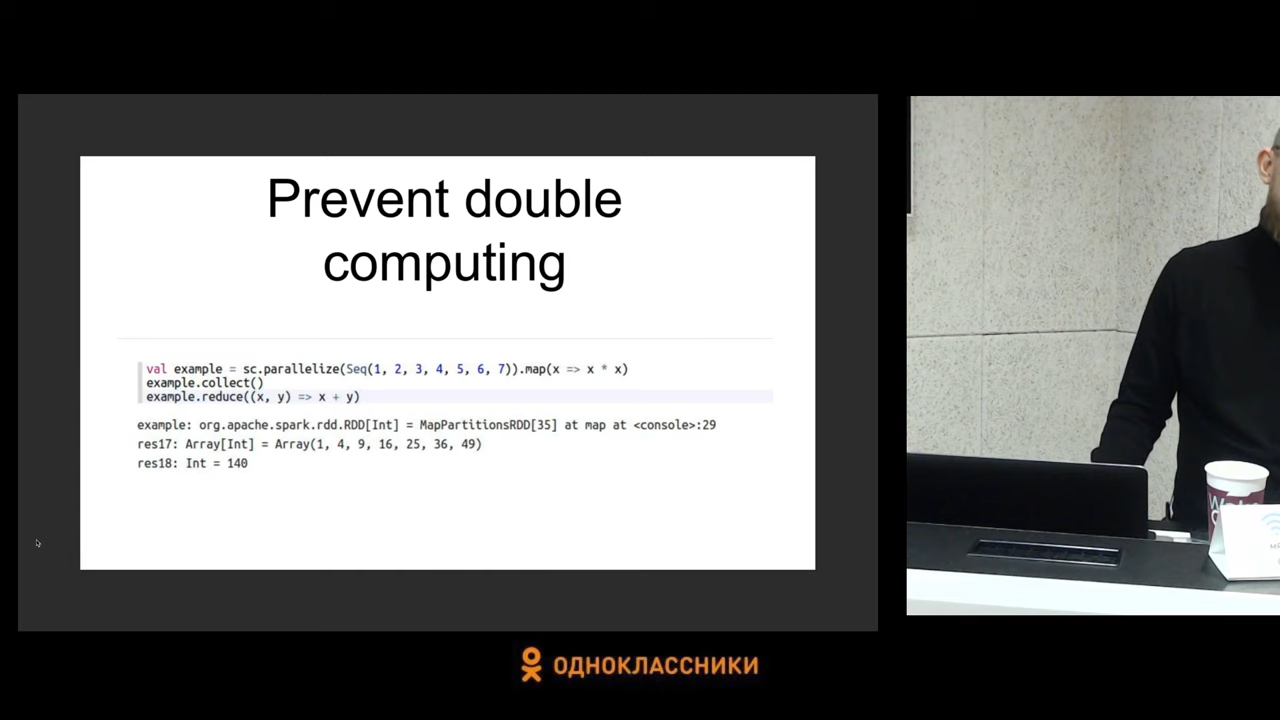 Prevent double
computing
val example = sc.parallelize(Seq(1, 2, 3, 4, 5, 6, 7)).map(x => x * x)
example.collect()
example.reduce((x, y) => x + y)
example: org.apache.spark.rdd.RDD[Int] = MapPartitionsRDD[35] at map at <console>:29
res17: Array[Int] = Array(1, 4, 9, 16, 25, 36, 49)
res18: Int = 140
ОДНОКЛАССНИКИ